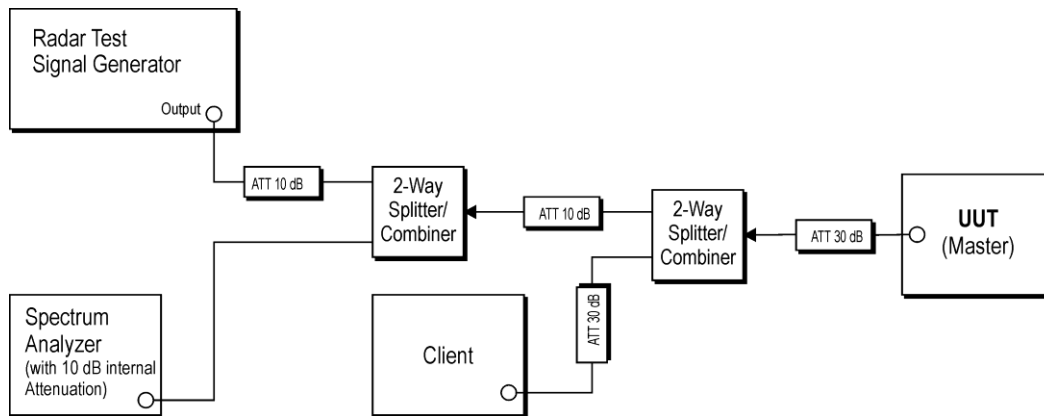 Radar Test
Signal Generator
Output
ATT 10 dB
2-Way
Splitter/
Combiner
ATT 10 dB
2-Way
Splitter/
Combiner
ATT 30 dB
UUT
(Master)
Spectrum
Analyzer
(with 10 dB internal
Attenuation)
Client
ATT 30 dB